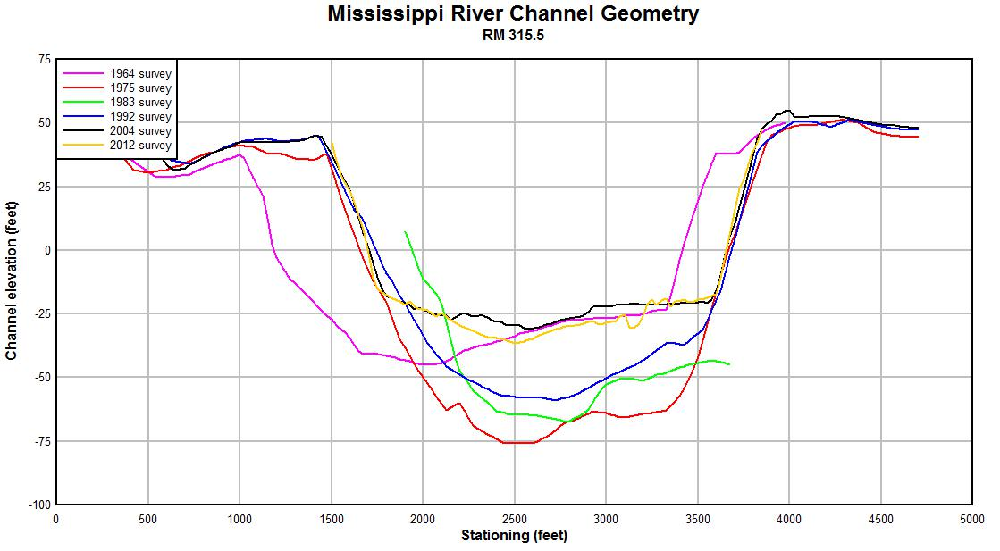 Mississippi River Channel Geometry
RM 315.5
75
50
25
0
-25
-50
-75
-100
Channel elevation (feet)
1964 survey
1975 survey
1983 survey
1992 survey
2004 survey
2012 survey
0 500 1000 1500 2000 2500 3000 3500 4000 4500 5000
Stationing (feet)